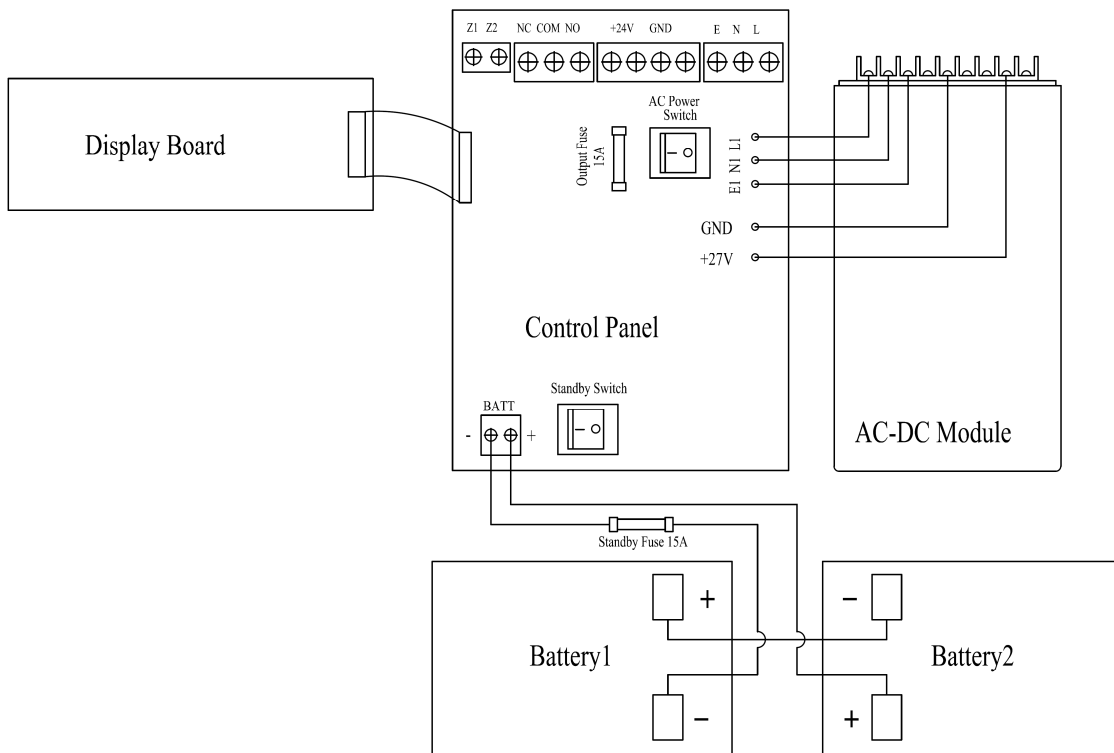 Z1 Z2 NC COM NO +24V GND E N L
AC Power
Switch
Output Fuse
15A
L1
N1
E1
Display Board
GND
+27V
Control Panel
Standby Switch
BATT
- +
AC-DC Module
Standby Fuse 15A
+ −
Battery1 Battery2
− +